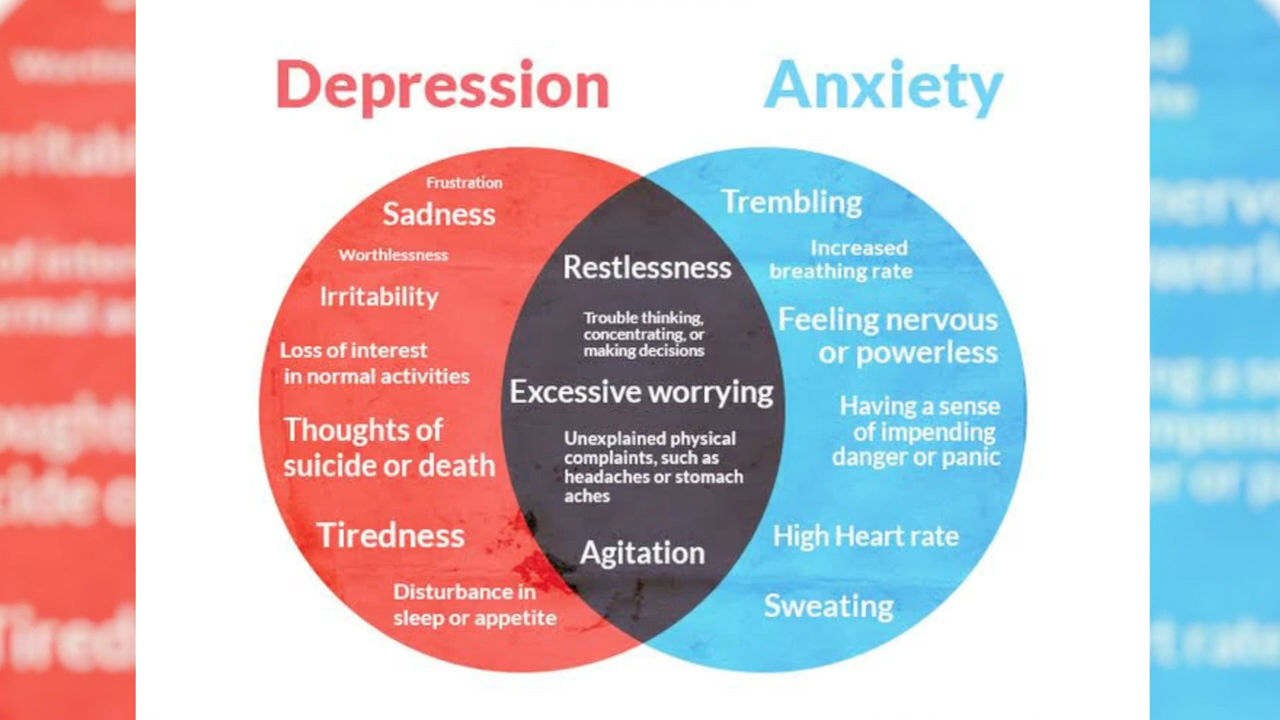 Depression
Anxiety
Frustration
Sadness
Worthlessness
Irritability
Loss of interest
in normal activities
Thoughts of
suicide or death
Tiredness
Disturbance in
sleep or appetite
Restlessness
Trouble thinking,
concentrating, or
making decisions
Excessive worrying
Unexplained physical
complaints, such as
headaches or stomach
aches
Agitation
Trembling
Increased
breathing rate
Feeling nervous
or powerless
Having a sense
of impending
danger or panic
High Heart rate
Sweating